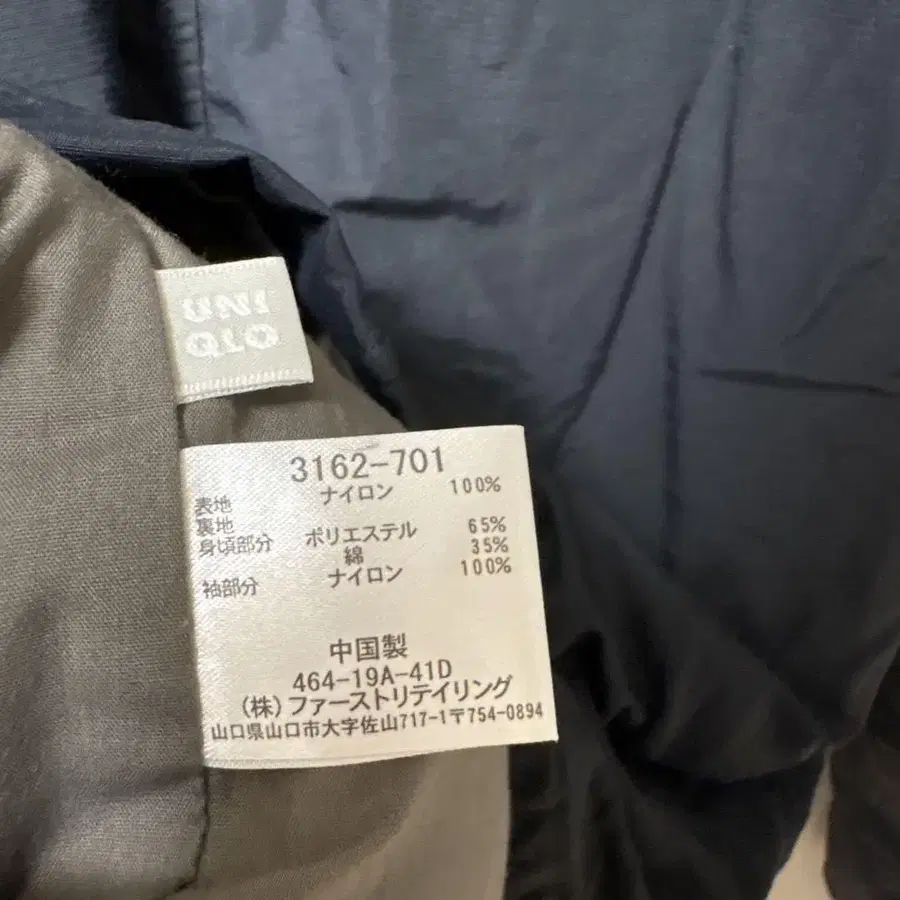 UNI
QLO
3162-701
表地 ナイロン 100%
裏地
身頃部分 ポリエステル 65%
綿 35%
袖部分 ナイロン 100%
中国製
464-19A-41D
(株)ファーストリテイリング
山口県山口市大字佐山717-1〒754-0894